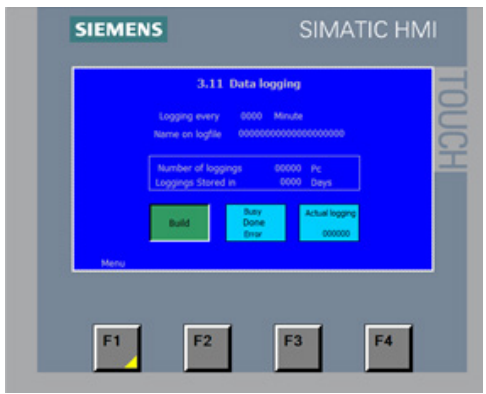 SIEMENS
SIMATIC HMI
TOUCH
3.11 Data logging
Logging every 0000 Minute
Name on logfile 00000000000000000000
Number of loggings 00000 Pc
Loggings Stored in 0000 Days
Build
Busy
Done
Error
Actual logging
000000
Menu
F1
F2
F3
F4